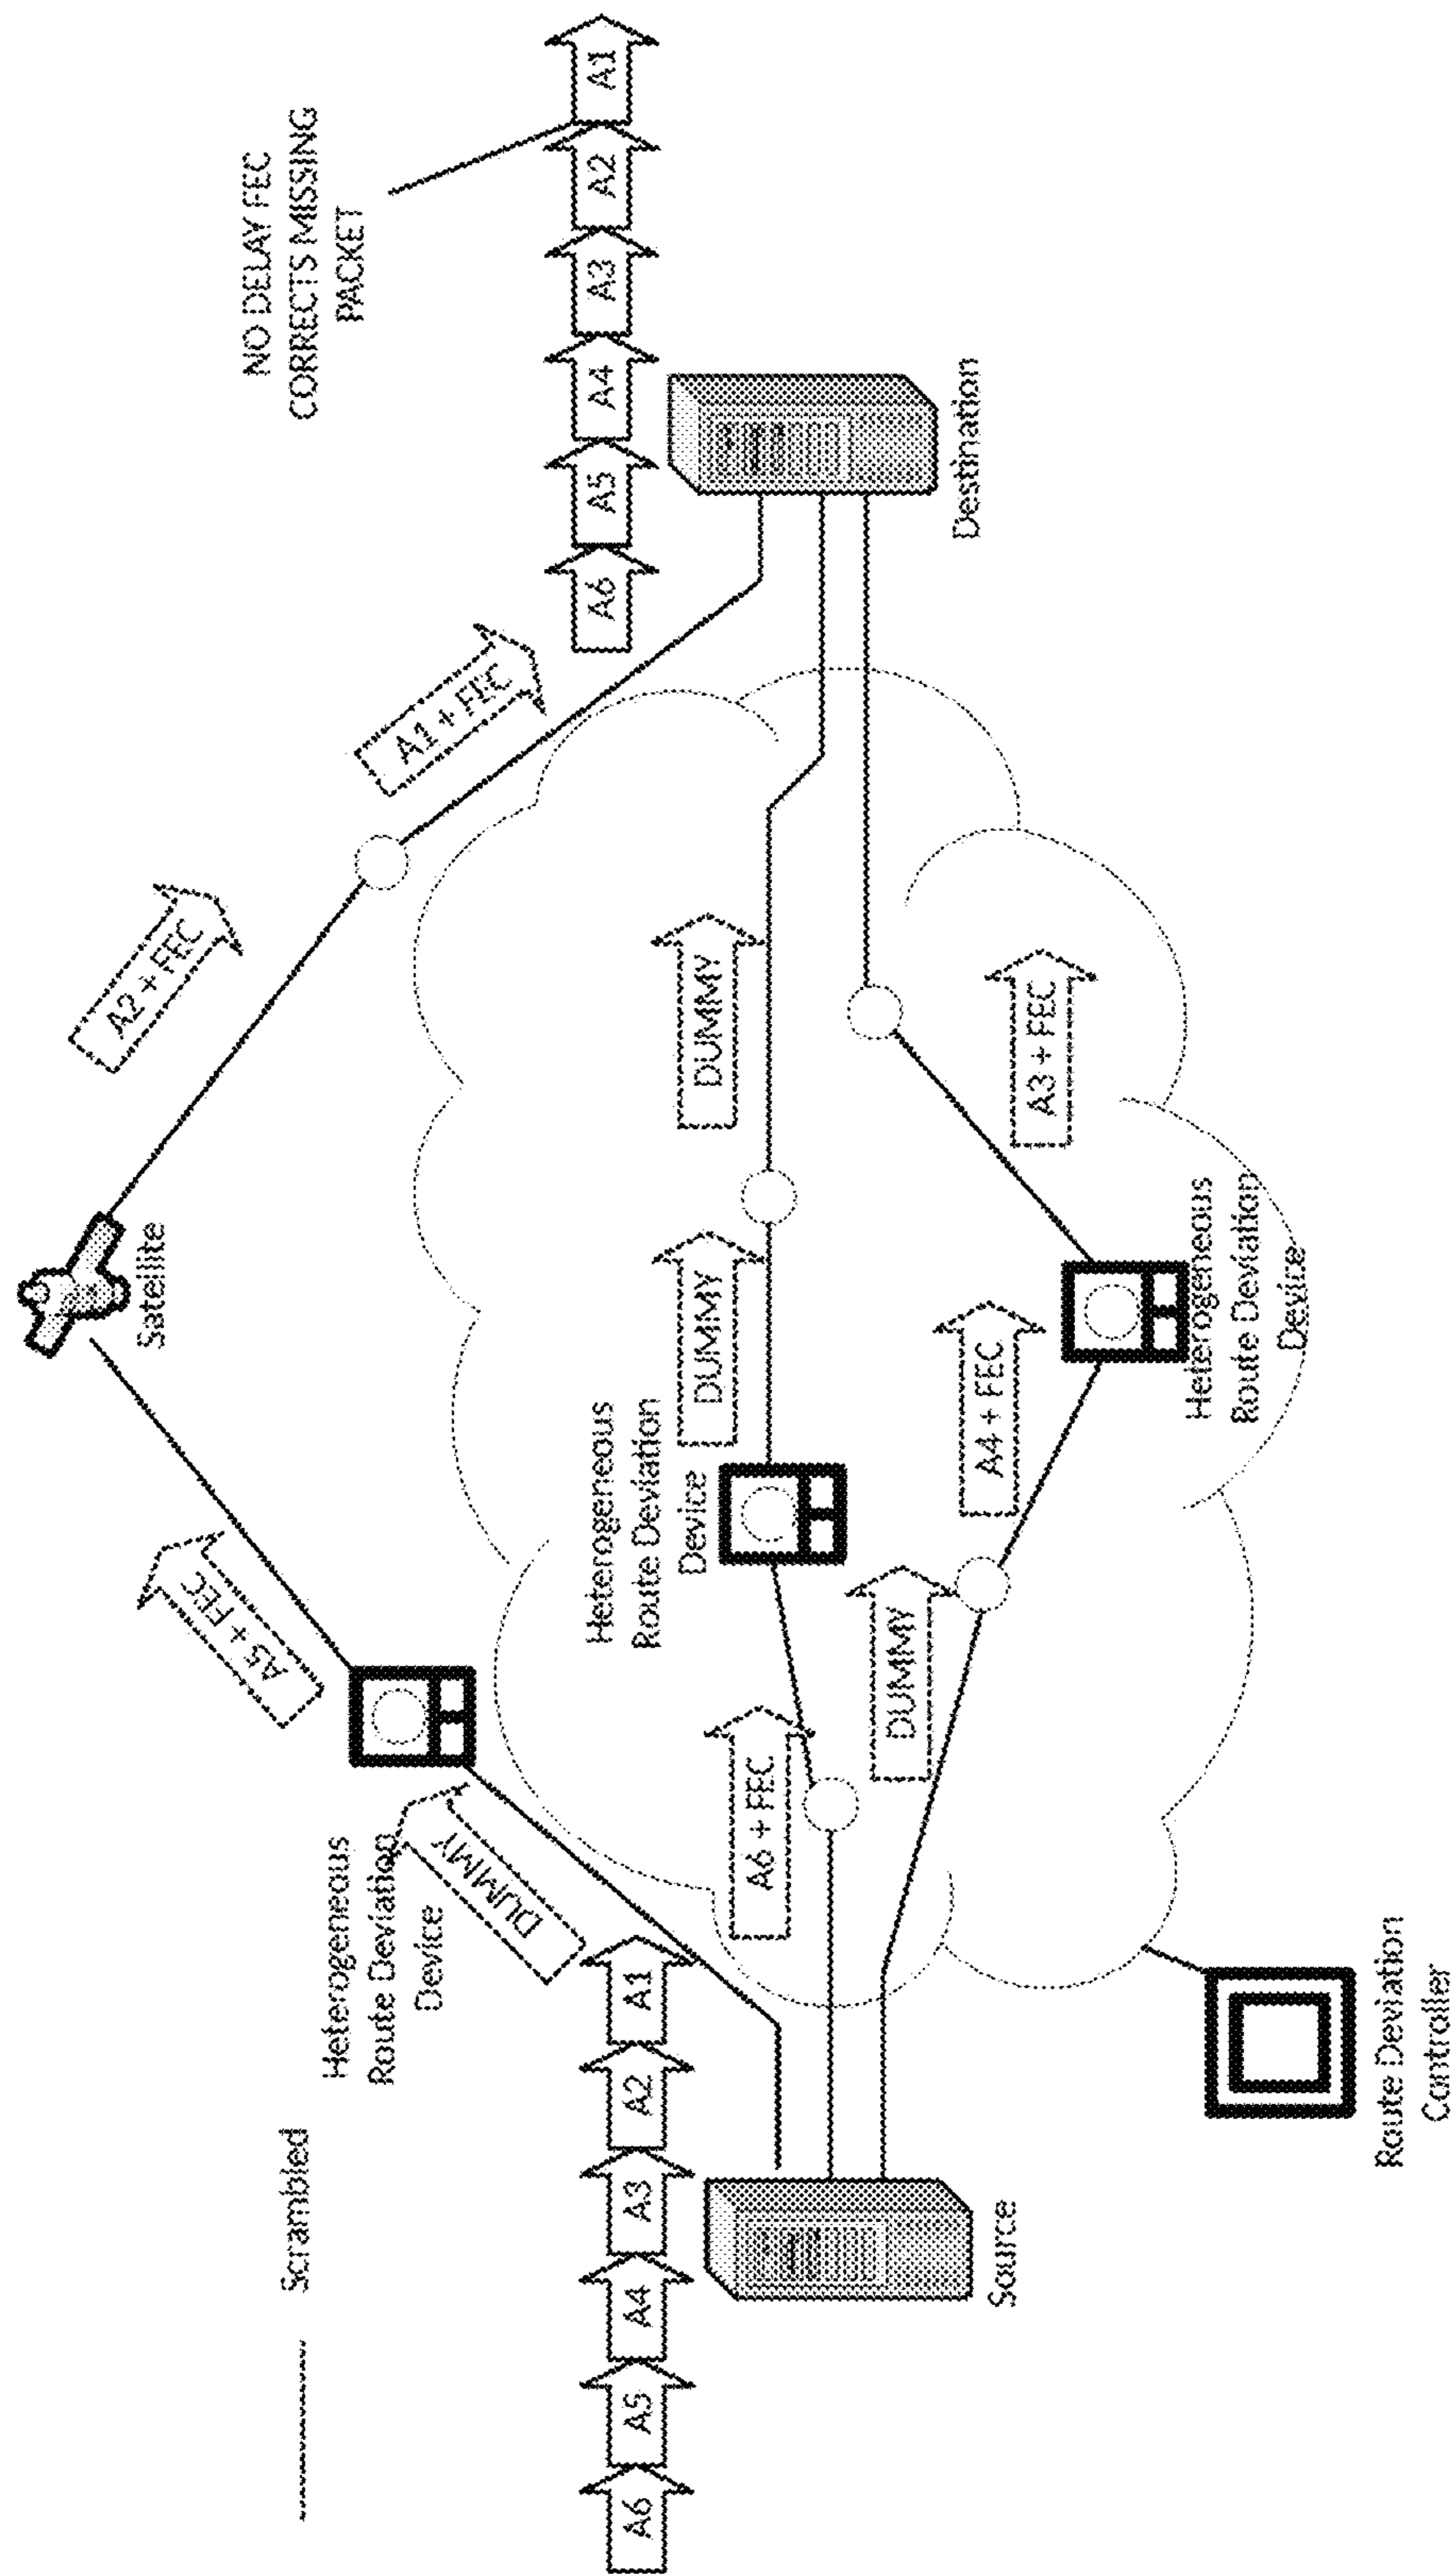 Scrambled
NO DELAY FEC
CORRECTS MISSING
PACKET
Satellite
A5 + FEC
A2 + FEC
A1 + FEC
Heterogeneous
Route Deviation
Device
DUMMY
A6
A5
A4
A3
A2
A1
A6
A5
A4
A3
A2
A1
Heterogeneous
Route Deviation
Device
A6 + FEC
DUMMY
DUMMY
DUMMY
A4 + FEC
A3 + FEC
Heterogeneous
Route Deviation
Device
Source
Destination
Route Deviation
Controller